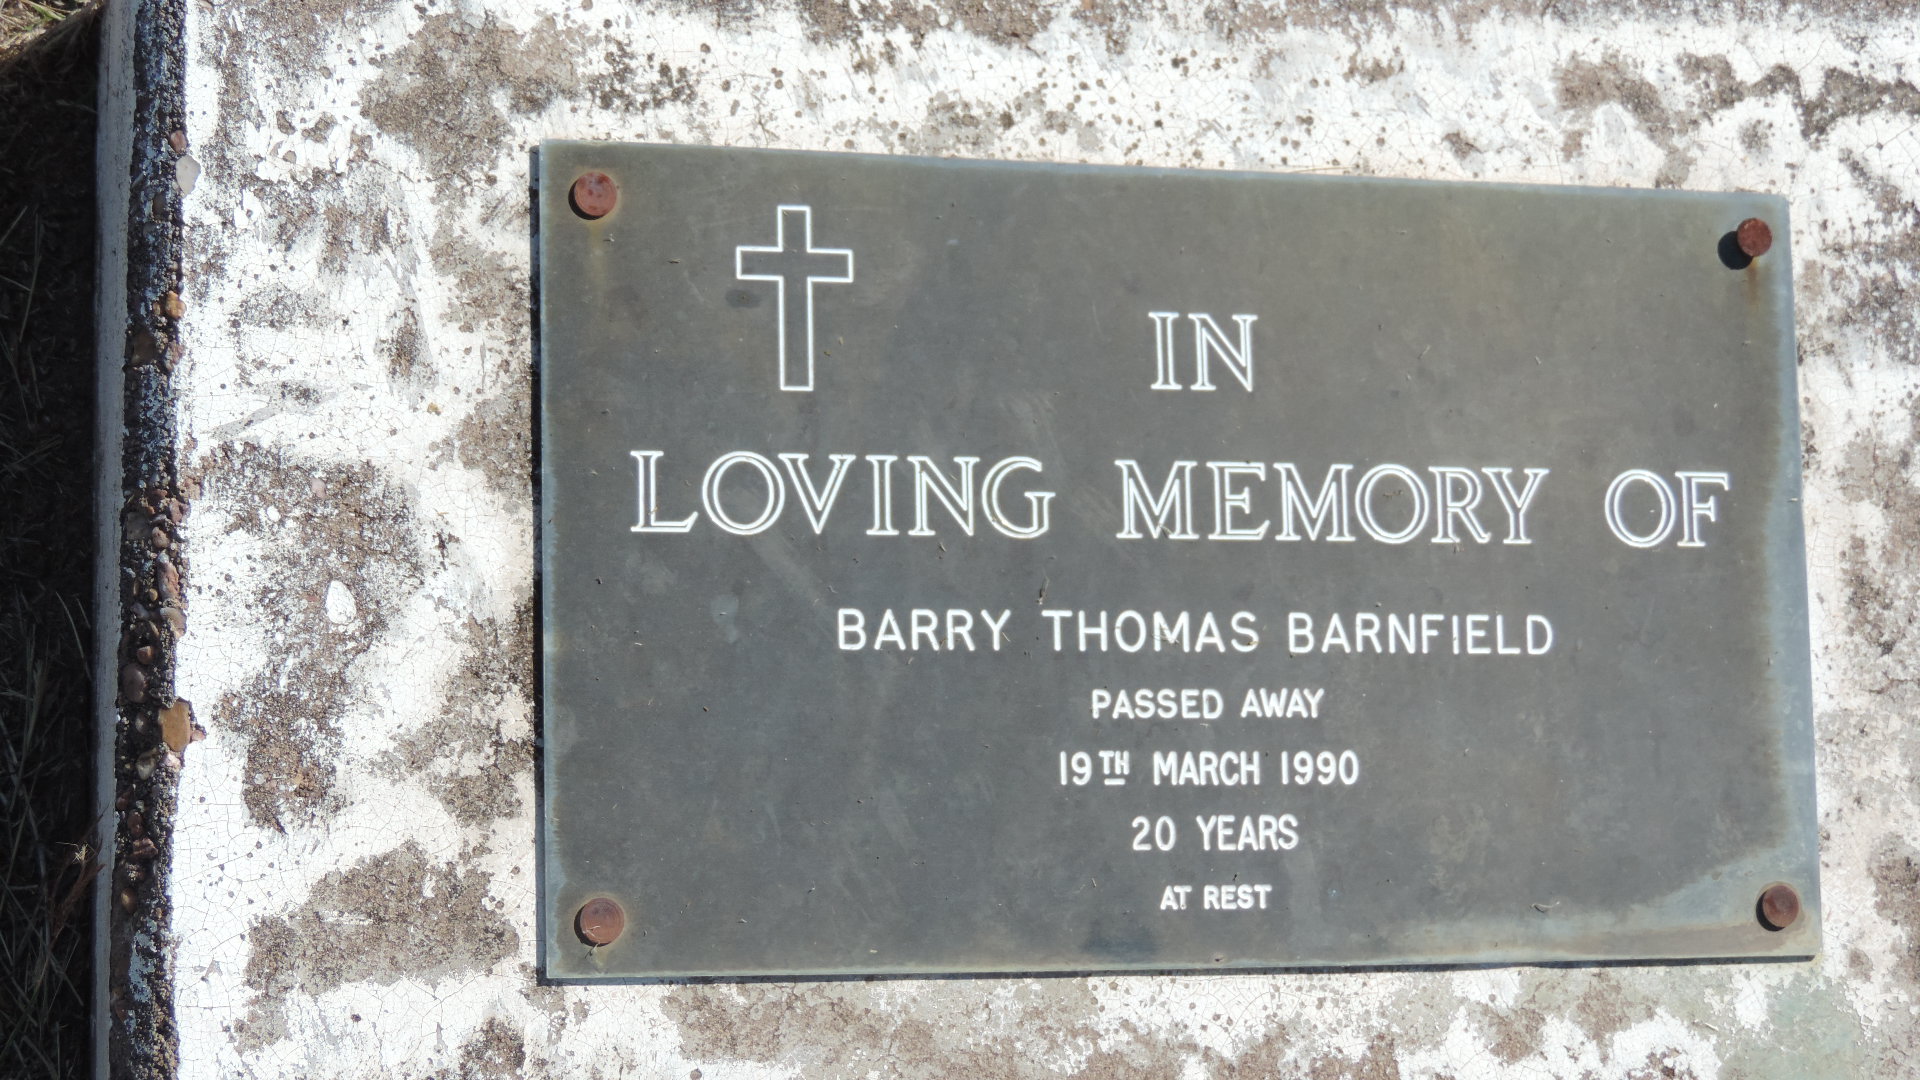 IN
LOVING MEMORY OF
BARRY THOMAS BARNFIELD
PASSED AWAY
19TH MARCH 1990
20 YEARS
AT REST